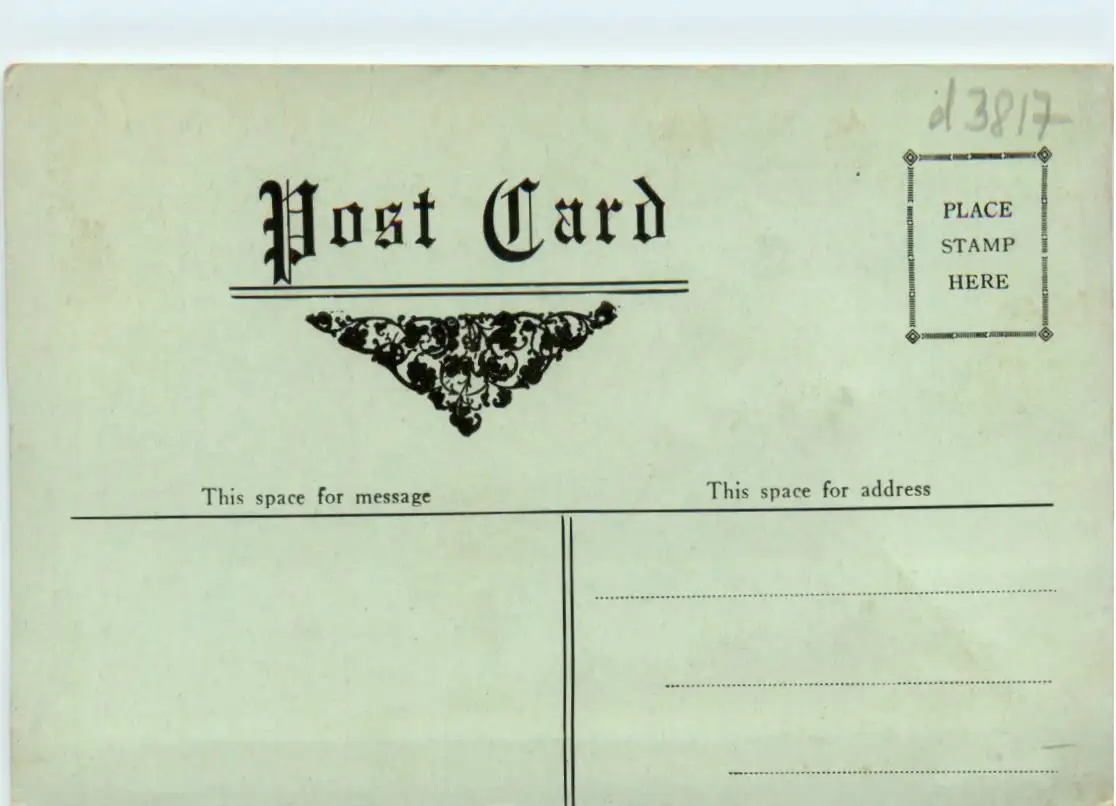 d3817
Post Card
PLACE
STAMP
HERE
This space for message
This space for address